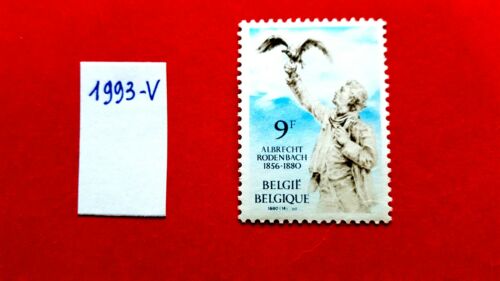 1993-V
9F
ALBRECHT
RODENBACH
1856-1880
BELGIË
BELGIQUE